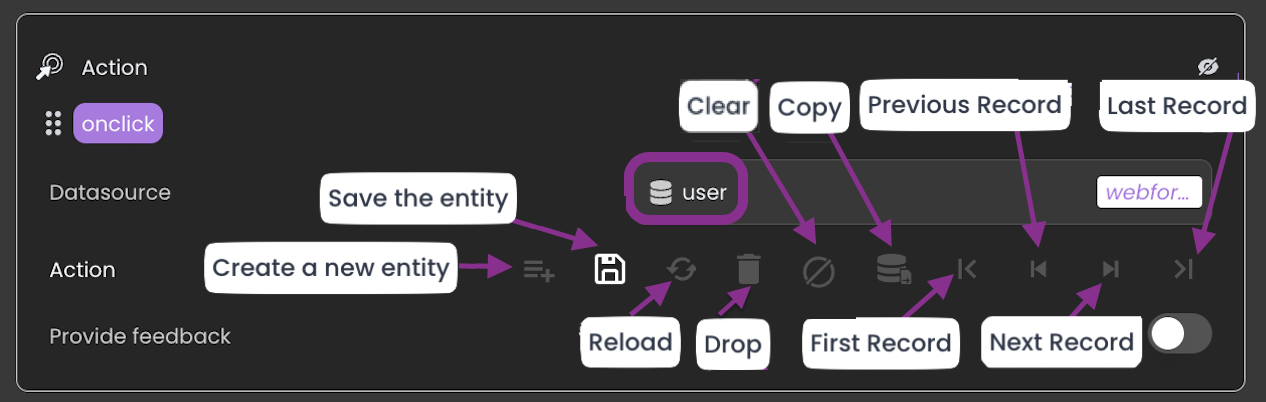 Action
onclick
Clear
Copy
Previous Record
Last Record
Datasource
Save the entity
user
webfor...
Action
Create a new entity
Provide feedback
Reload
Drop
First Record
Next Record